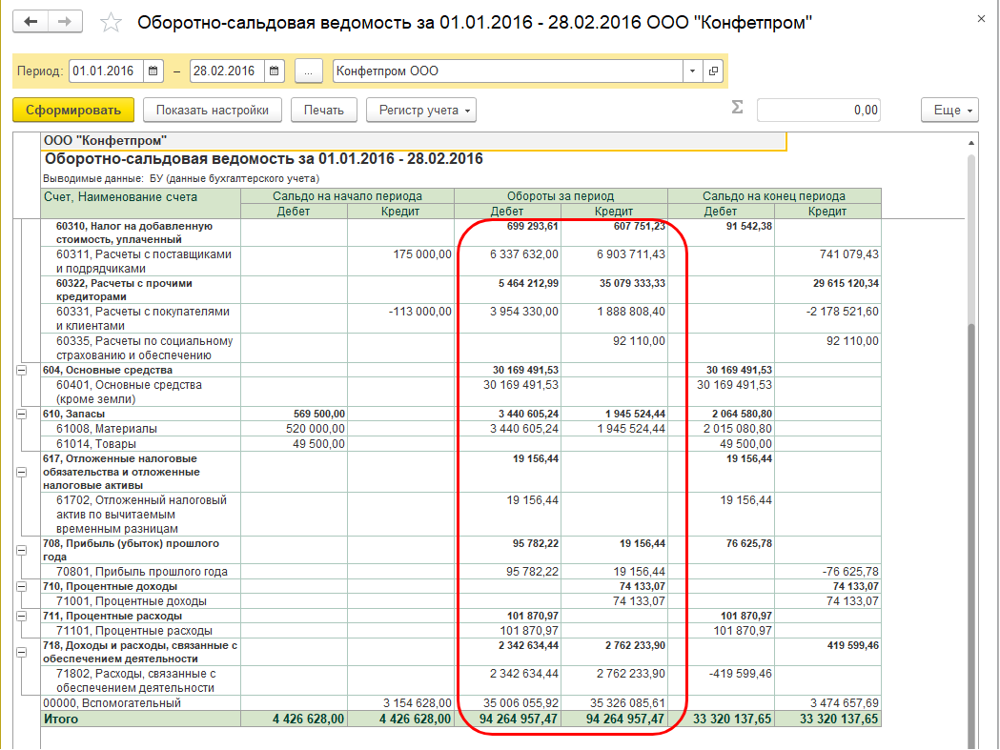 Оборотно-сальдовая ведомость за 01.01.2016 - 28.02.2016 ООО "Конфетпром"
Период: 01.01.2016 – 28.02.2016 ... Конфетпром ООО
Сформировать Показать настройки Печать Регистр учета Σ 0,00 Еще
ООО "Конфетпром"
Оборотно-сальдовая ведомость за 01.01.2016 - 28.02.2016
Выводимые данные: БУ (данные бухгалтерского учета)
Счет, Наименование счета Сальдо на начало периода Обороты за период Сальдо на конец периода
Дебет Кредит Дебет Кредит Дебет Кредит
60310, Налог на добавленную 699 293,61 607 751,23 91 542,38
стоимость, уплаченный
60311, Расчеты с поставщиками 175 000,00 6 337 632,00 6 903 711,43 741 079,43
и подрядчиками
60322, Расчеты с прочими 5 464 212,99 35 079 333,33 29 615 120,34
кредиторами
60331, Расчеты с покупателями -113 000,00 3 954 330,00 1 888 808,40 -2 178 521,60
и клиентами
60335, Расчеты по социальному 92 110,00 92 110,00
страхованию и обеспечению
604, Основные средства 30 169 491,53 30 169 491,53
60401, Основные средства 30 169 491,53 30 169 491,53
(кроме земли)
610, Запасы 569 500,00 3 440 605,24 1 945 524,44 2 064 580,80
61008, Материалы 520 000,00 3 440 605,24 1 945 524,44 2 015 080,80
61014, Товары 49 500,00 49 500,00
617, Отложенные налоговые 19 156,44 19 156,44
обязательства и отложенные
налоговые активы
61702, Отложенный налоговый 19 156,44 19 156,44
актив по вычитаемым
временным разницам
708, Прибыль (убыток) прошлого 95 782,22 19 156,44 76 625,78
года
70801, Прибыль прошлого года 95 782,22 19 156,44 -76 625,78
710, Процентные доходы 74 133,07 74 133,07
71001, Процентные доходы 74 133,07 74 133,07
711, Процентные расходы 101 870,97 101 870,97
71101, Процентные расходы 101 870,97 101 870,97
718, Доходы и расходы, связанные с 2 342 634,44 2 762 233,90 419 599,46
обеспечением деятельности
71802, Расходы, связанные с 2 342 634,44 2 762 233,90 -419 599,46
обеспечением деятельности
00000, Вспомогательный 3 154 628,00 35 006 055,92 35 326 085,61 3 474 657,69
Итого 4 426 628,00 4 426 628,00 94 264 957,47 94 264 957,47 33 320 137,65 33 320 137,65